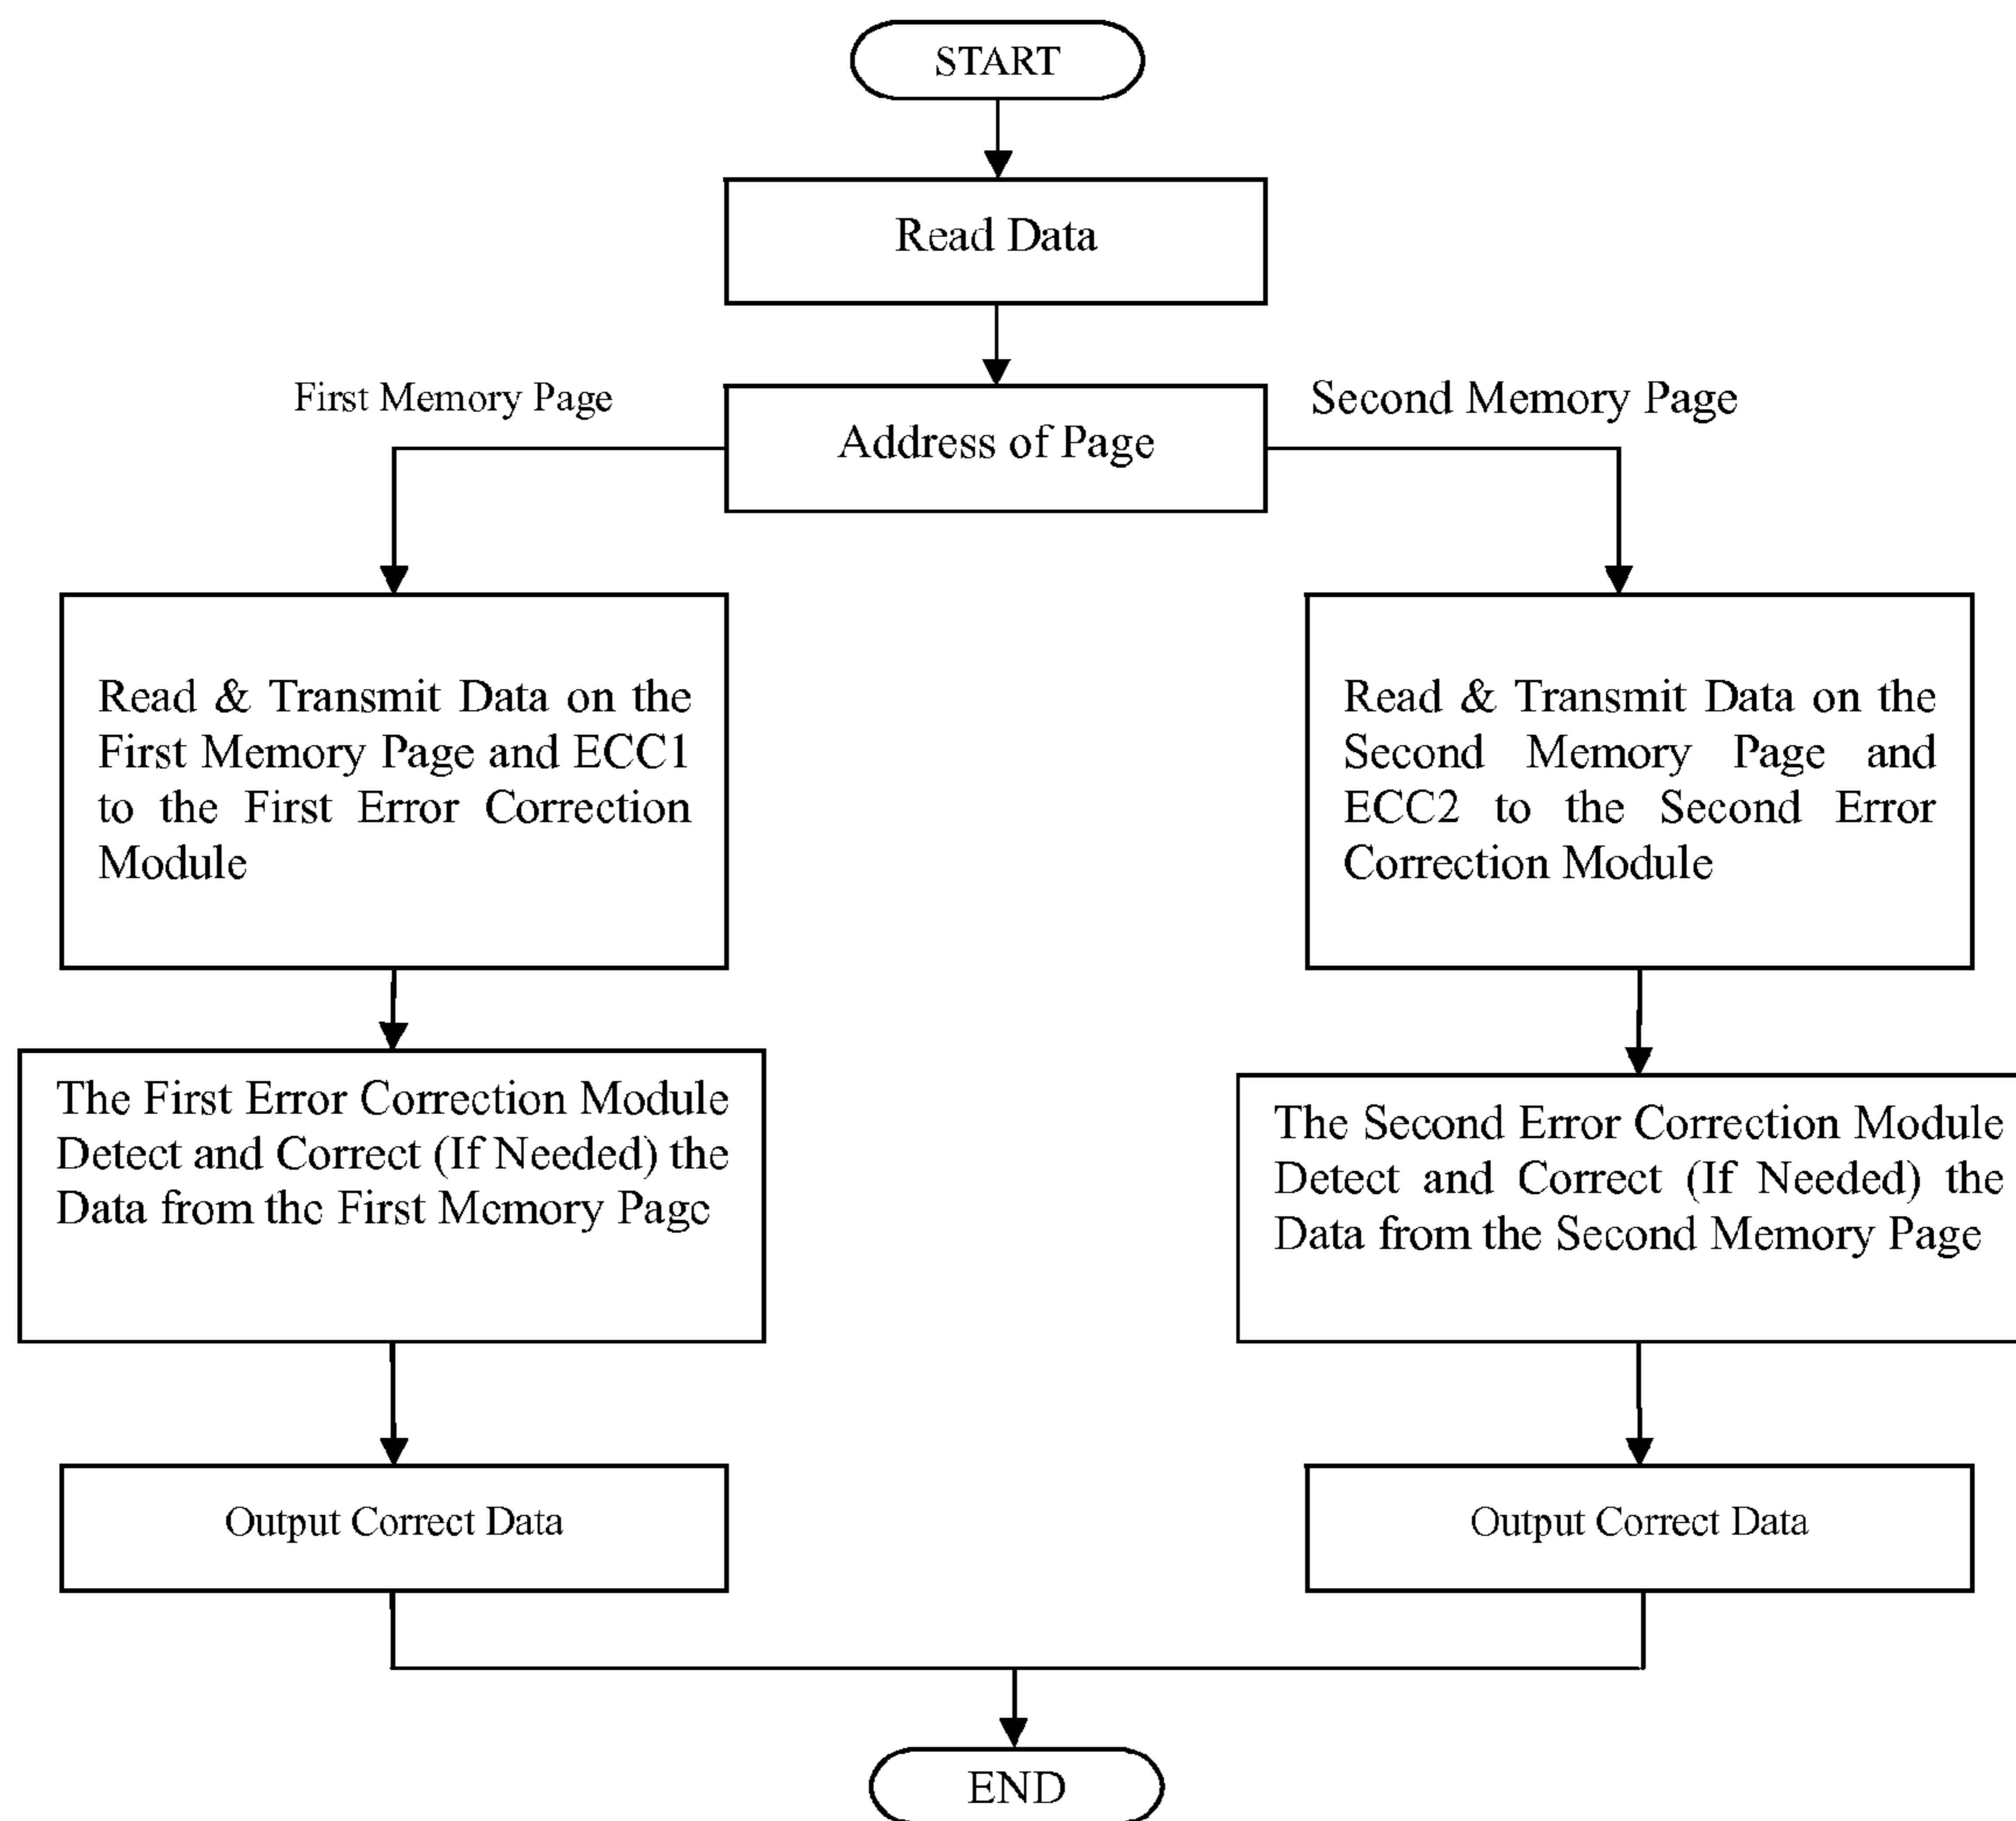 START
Read Data
First Memory Page
Address of Page
Second Memory Page
Read & Transmit Data on the
First Memory Page and ECC1
to the First Error Correction
Module
Read & Transmit Data on the
Second Memory Page and
ECC2 to the Second Error
Correction Module
The First Error Correction Module
Detect and Correct (If Needed) the
Data from the First Memory Page
The Second Error Correction Module
Detect and Correct (If Needed) the
Data from the Second Memory Page
Output Correct Data
Output Correct Data
END